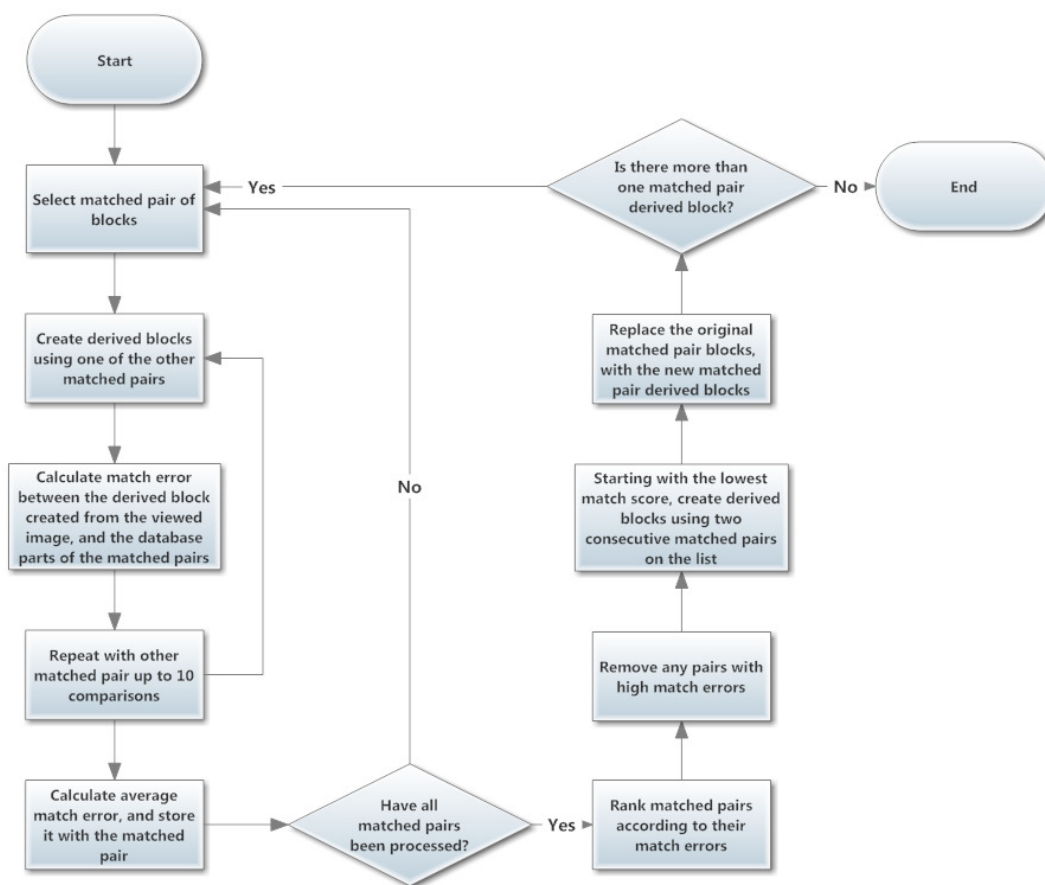 Start
Select matched pair of
blocks
Create derived blocks
using one of the other
matched pairs
Calculate match error
between the derived block
created from the viewed
image, and the database
parts of the matched pairs
Repeat with other
matched pair up to 10
comparisons
Calculate average
match error, and store
it with the matched
pair
Have all
matched pairs
been processed?
No
Yes
Rank matched pairs
according to their
match errors
Remove any pairs with
high match errors
Starting with the lowest
match score, create derived
blocks using two
consecutive matched pairs
on the list
Replace the original
matched pair blocks,
with the new matched
pair derived blocks
Is there more than
one matched pair
derived block?
Yes
No
End